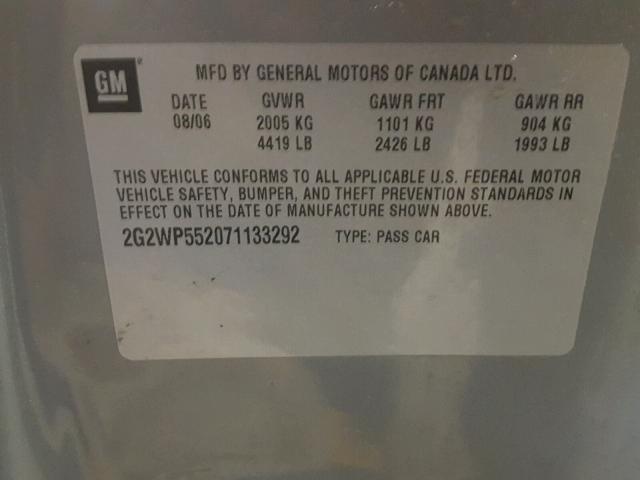 GM
MFD BY GENERAL MOTORS OF CANADA LTD.
DATE GVWR GAWR FRT GAWR RR
08/06 2005 KG 1101 KG 904 KG
4419 LB 2426 LB 1993 LB
THIS VEHICLE CONFORMS TO ALL APPLICABLE U.S. FEDERAL MOTOR
VEHICLE SAFETY, BUMPER, AND THEFT PREVENTION STANDARDS IN
EFFECT ON THE DATE OF MANUFACTURE SHOWN ABOVE.
2G2WP552071133292 TYPE: PASS CAR